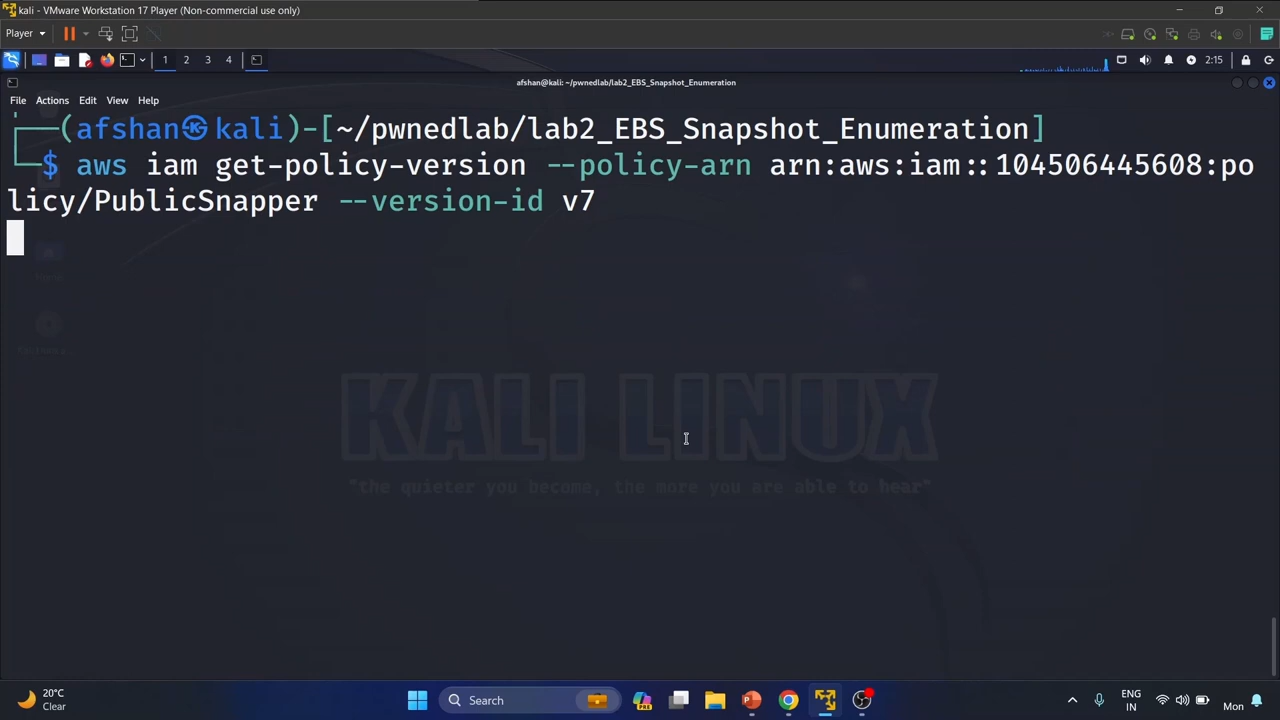 kali - VMware Workstation 17 Player (Non-commercial use only)
Player
1 2 3 4
2:15
afshan@kali: ~/pwnedlab/lab2_EBS_Snapshot_Enumeration
File Actions Edit View Help
┌──(afshan㉿kali)-[~/pwnedlab/lab2_EBS_Snapshot_Enumeration]
└─$ aws iam get-policy-version --policy-arn arn:aws:iam::104506445608:po
licy/PublicSnapper --version-id v7
Home
KALI LINUX
"the quieter you become, the more you are able to hear"
20°C
Clear
Search
ENG
IN
Mon